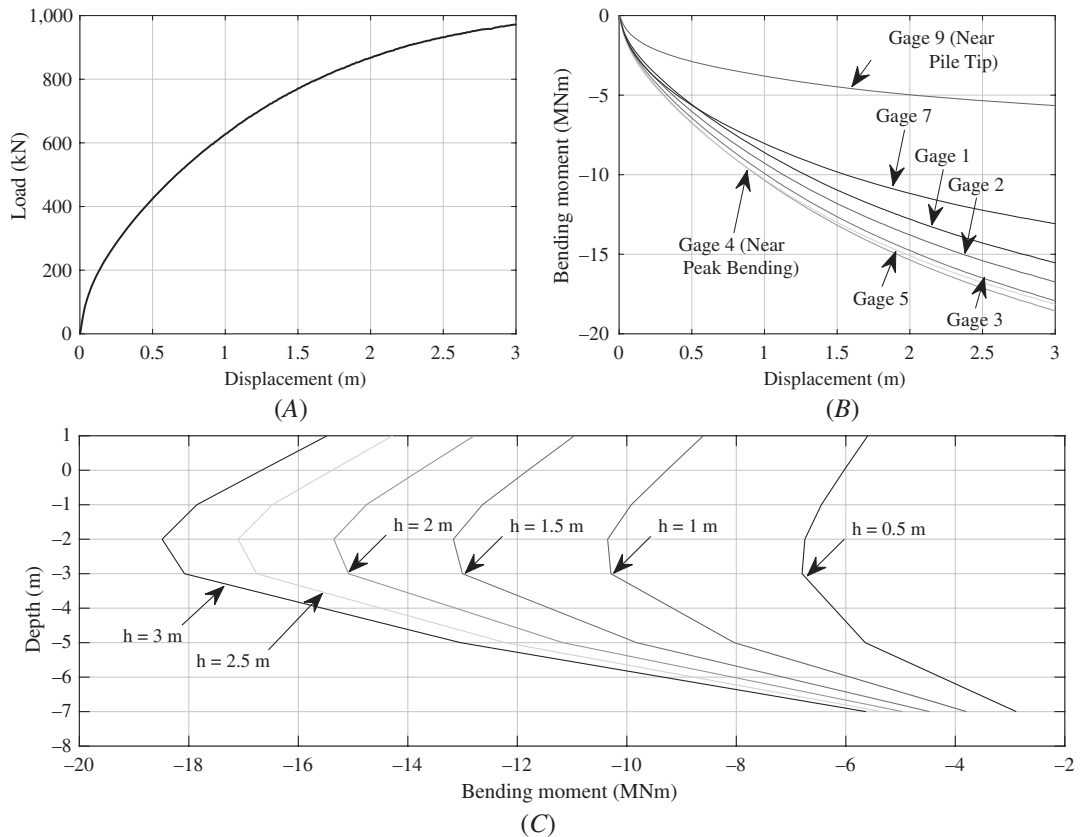 1,000
800
600
400
200
0
Load (kN)
0
0.5
1
1.5
2
2.5
3
Displacement (m)
(A)
0
–5
–10
–15
–20
Bending moment (MNm)
Gage 9 (Near
Pile Tip)
Gage 7
Gage 1
Gage 2
Gage 4 (Near
Peak Bending)
Gage 5
Gage 3
0
0.5
1
1.5
2
2.5
3
Displacement (m)
(B)
1
0
–1
–2
–3
–4
–5
–6
–7
–8
Depth (m)
h = 2 m
h = 1.5 m
h = 1 m
h = 0.5 m
h = 3 m
h = 2.5 m
–20
–18
–16
–14
–12
–10
–8
–6
–4
–2
Bending moment (MNm)
(C)